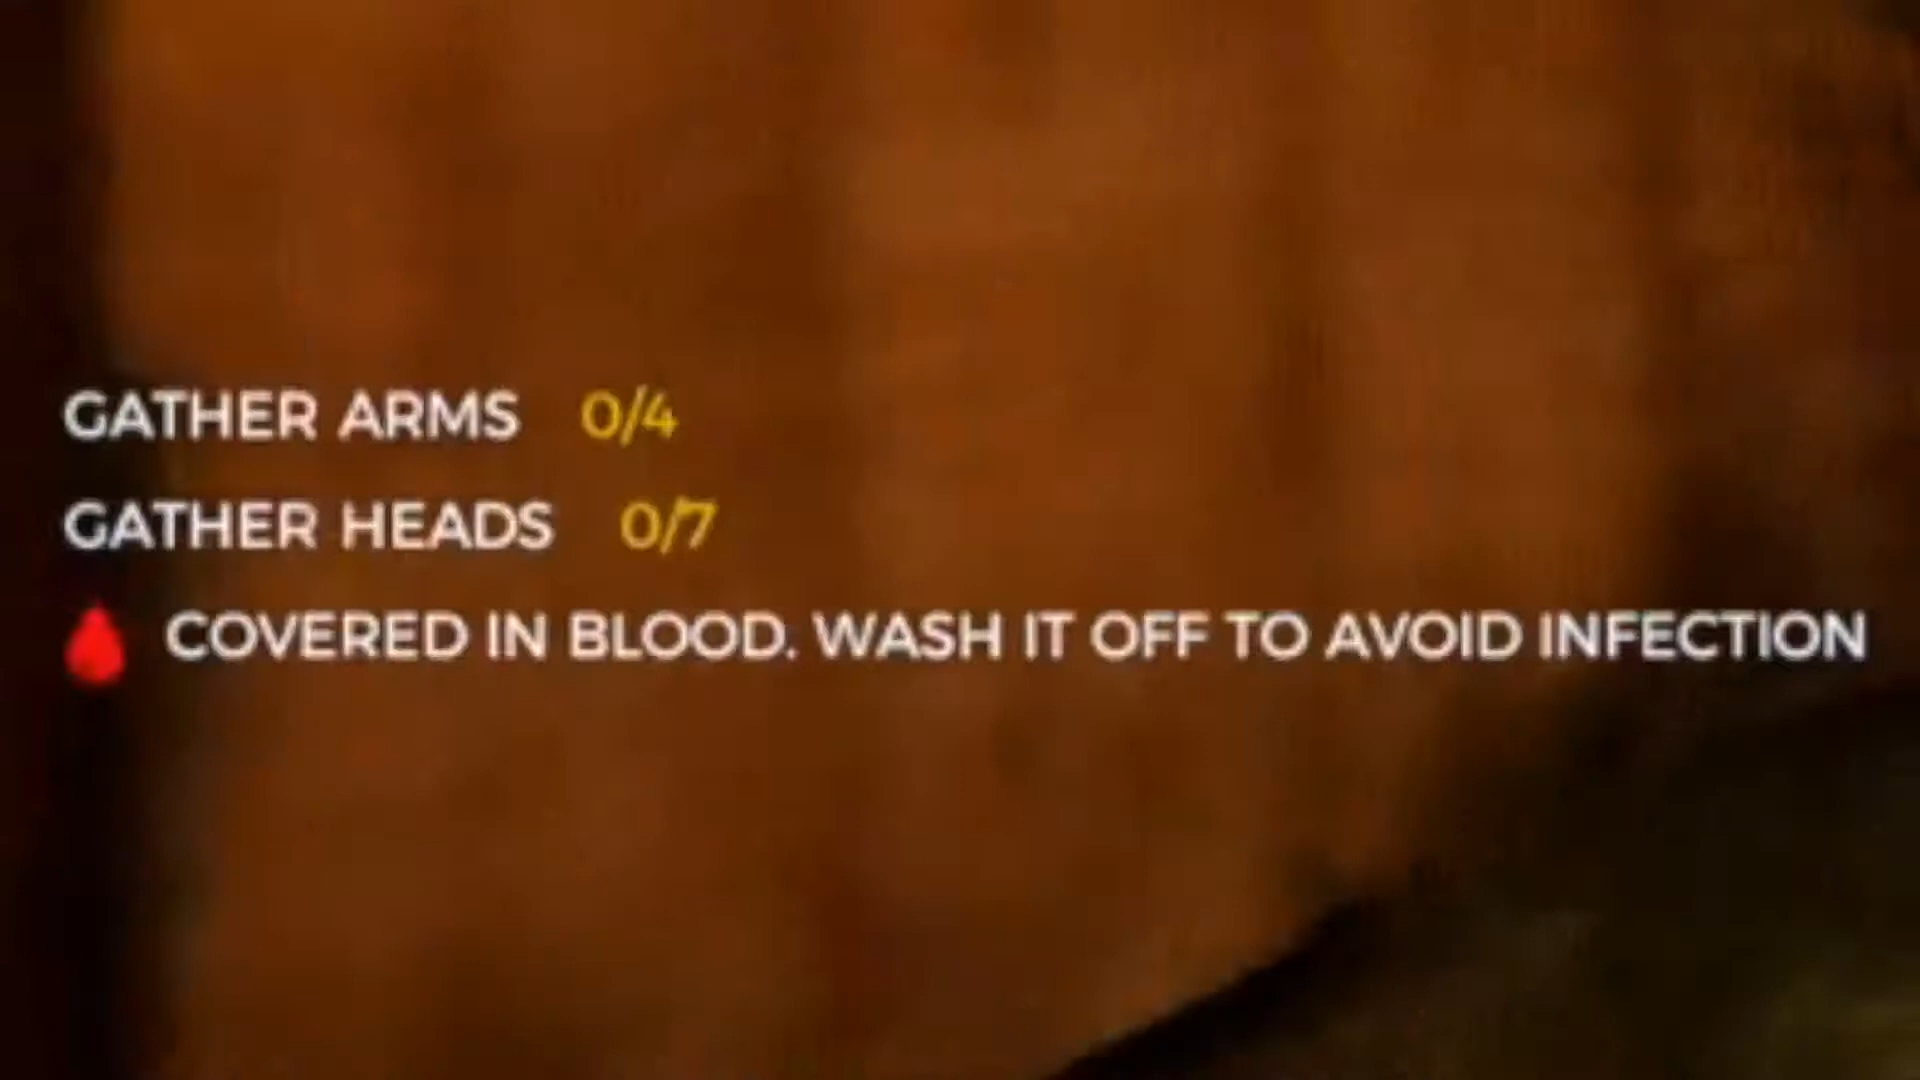 GATHER ARMS 0/4
GATHER HEADS 0/7
COVERED IN BLOOD. WASH IT OFF TO AVOID INFECTION